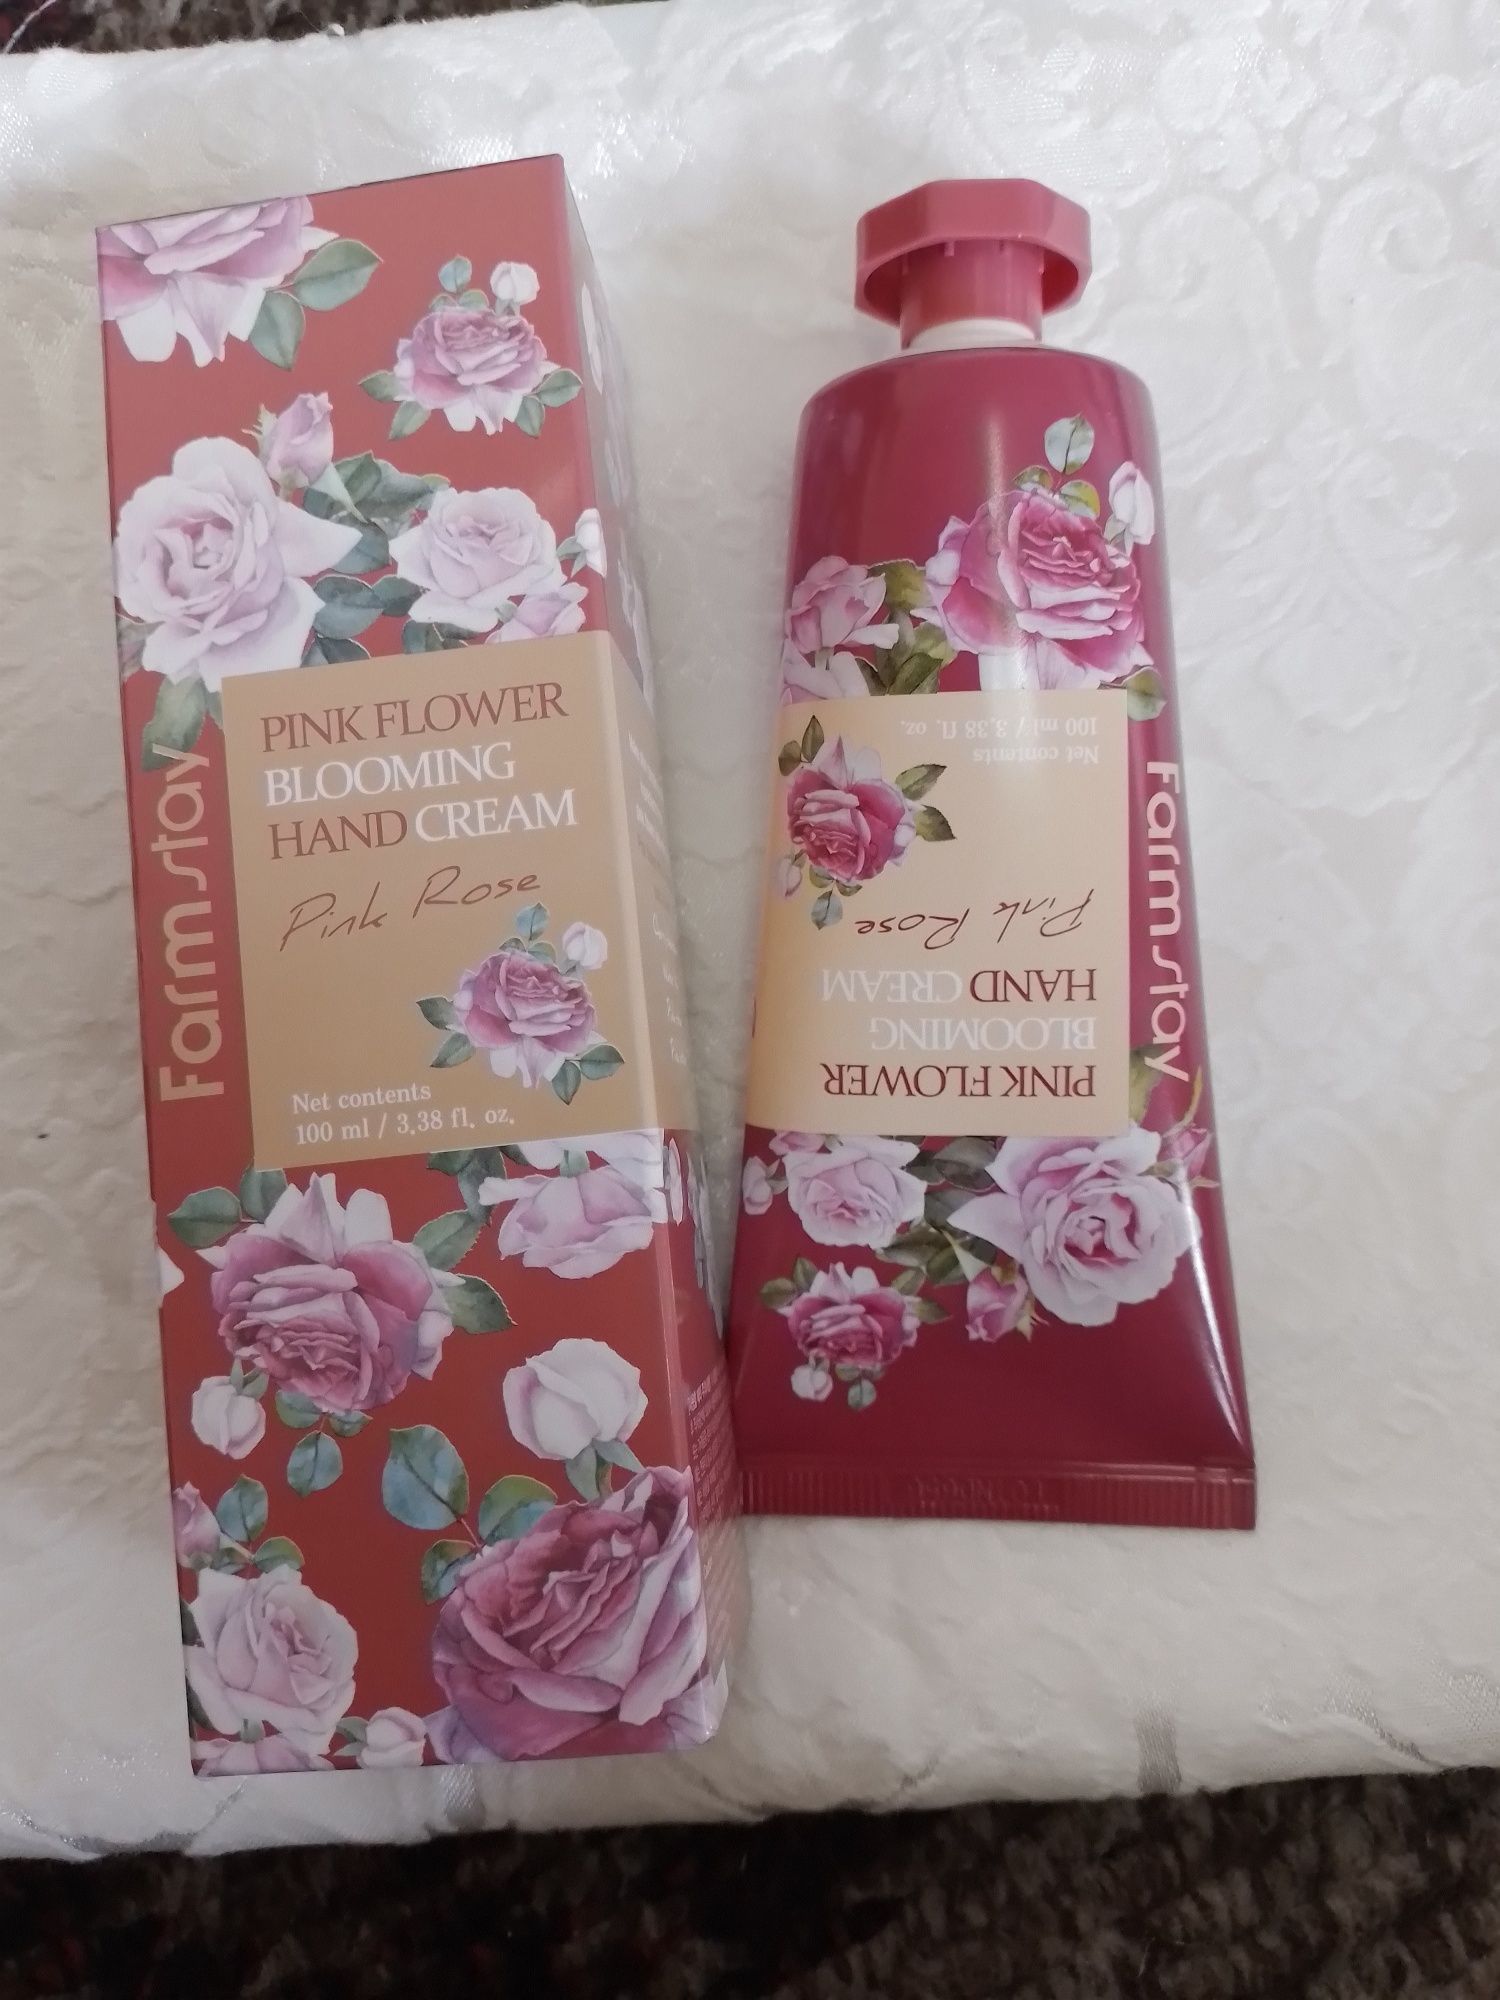 Farmstay
PINK FLOWER
BLOOMING
HAND CREAM
Pink Rose
Net contents
100 ml / 3.38 fl. oz.
Farmstay
PINK FLOWER
BLOOMING
HAND CREAM
Pink Rose
Net contents
100 ml / 3.38 fl. oz.